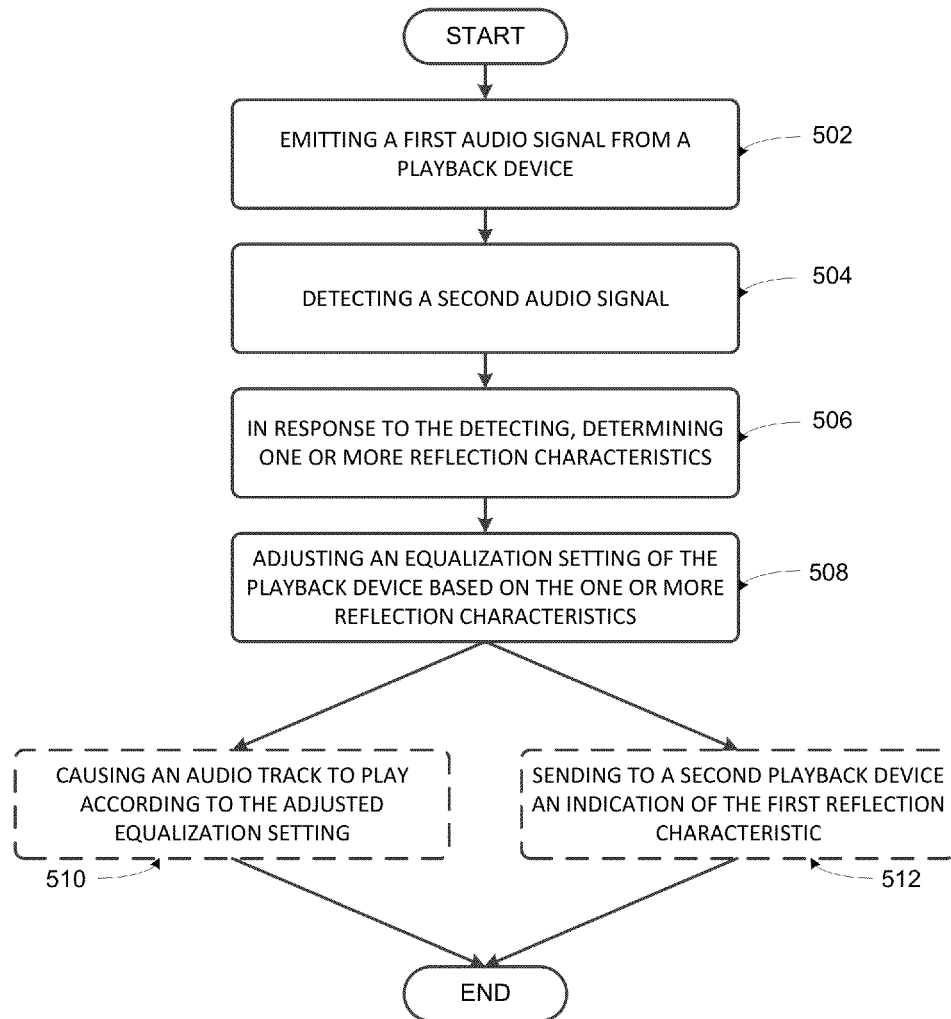 START
EMITTING A FIRST AUDIO SIGNAL FROM A
PLAYBACK DEVICE
502
DETECTING A SECOND AUDIO SIGNAL
504
IN RESPONSE TO THE DETECTING, DETERMINING
ONE OR MORE REFLECTION CHARACTERISTICS
506
ADJUSTING AN EQUALIZATION SETTING OF THE
PLAYBACK DEVICE BASED ON THE ONE OR MORE
REFLECTION CHARACTERISTICS
508
CAUSING AN AUDIO TRACK TO PLAY
ACCORDING TO THE ADJUSTED
EQUALIZATION SETTING
510
SENDING TO A SECOND PLAYBACK DEVICE
AN INDICATION OF THE FIRST REFLECTION
CHARACTERISTIC
512
END